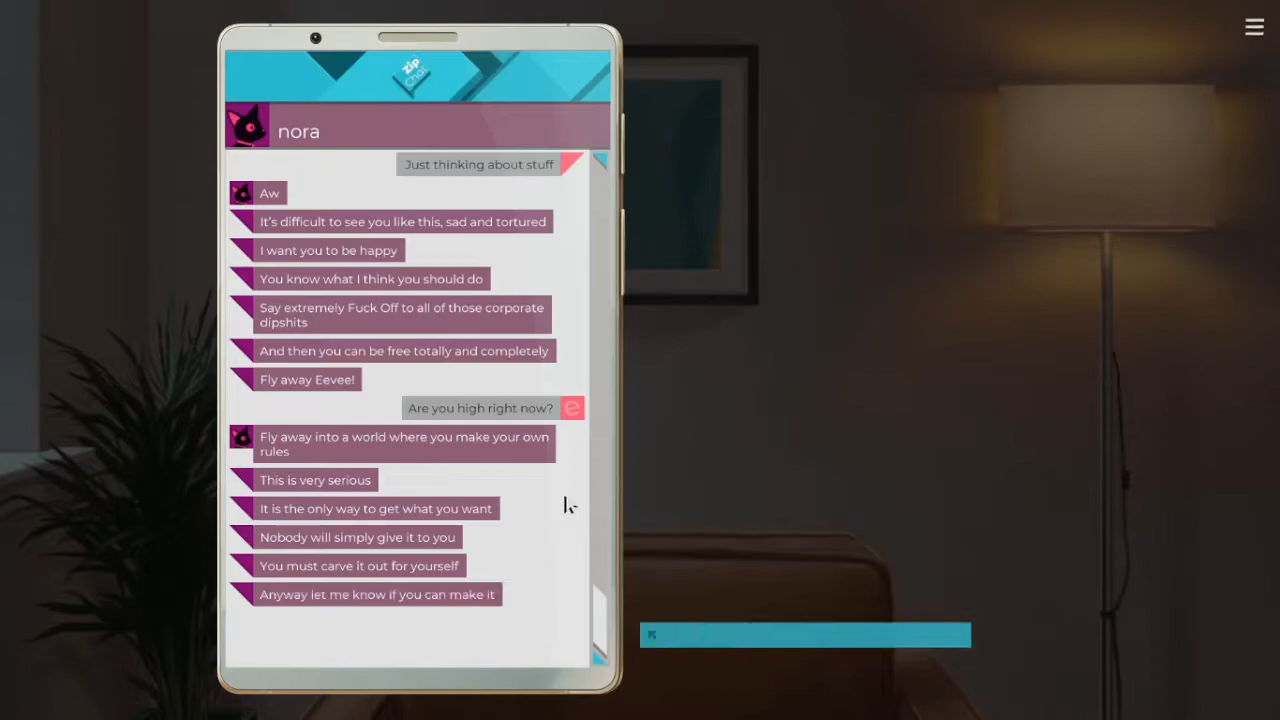 Zip
Chat
nora
Just thinking about stuff
Aw
It's difficult to see you like this, sad and tortured
I want you to be happy
You know what I think you should do
Say extremely Fuck Off to all of those corporate
dipshits
And then you can be free totally and completely
Fly away Eevee!
Are you high right now?
e
Fly away into a world where you make your own
rules
This is very serious
It is the only way to get what you want
Nobody will simply give it to you
You must carve it out for yourself
Anyway let me know if you can make it